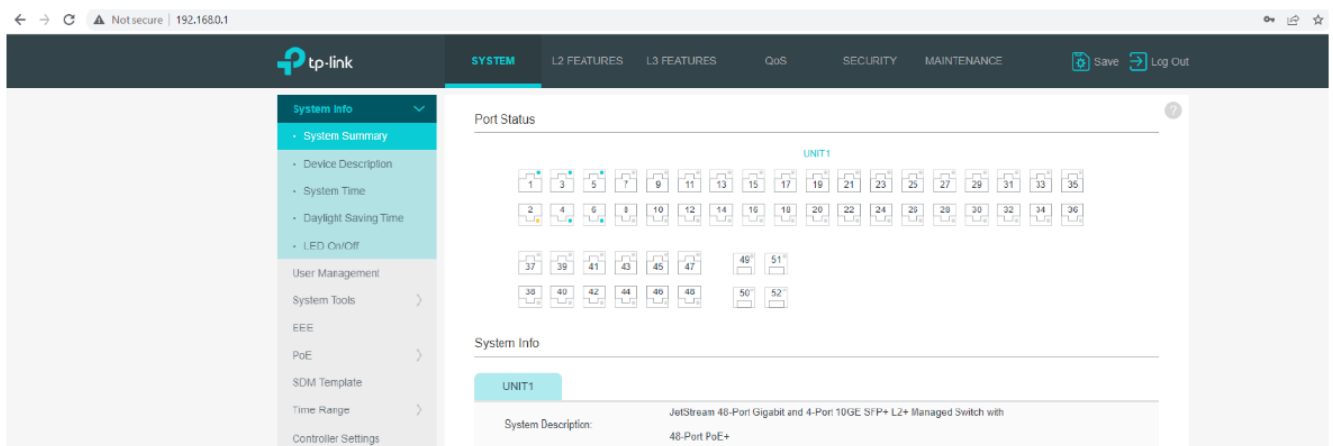 Not secure | 192.168.0.1
tp-link
SYSTEM L2 FEATURES L3 FEATURES QoS SECURITY MAINTENANCE Save Log Out
System Info
· System Summary
· Device Description
· System Time
· Daylight Saving Time
· LED On/Off
User Management
System Tools
EEE
PoE
SDM Template
Time Range
Controller Settings
Port Status
?
UNIT1
1 3 5 7 9 11 13 15 17 19 21 23 25 27 29 31 33 35
2 4 6 8 10 12 14 16 18 20 22 24 26 28 30 32 34 36
37 39 41 43 45 47 49 51
38 40 42 44 46 48 50 52
System Info
UNIT1
System Description:
JetStream 48-Port Gigabit and 4-Port 10GE SFP+ L2+ Managed Switch with
48-Port PoE+